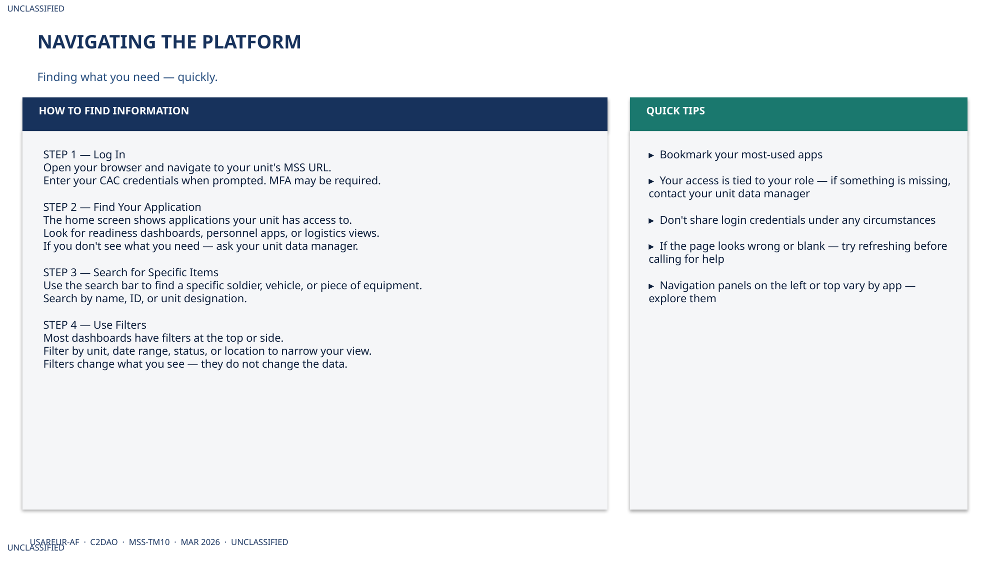 UNCLASSIFIED
NAVIGATING THE PLATFORM
Finding what you need — quickly.
HOW TO FIND INFORMATION
STEP 1 — Log In
Open your browser and navigate to your unit's MSS URL.
Enter your CAC credentials when prompted. MFA may be required.
STEP 2 — Find Your Application
The home screen shows applications your unit has access to.
Look for readiness dashboards, personnel apps, or logistics views.
If you don't see what you need — ask your unit data manager.
STEP 3 — Search for Specific Items
Use the search bar to find a specific soldier, vehicle, or piece of equipment.
Search by name, ID, or unit designation.
STEP 4 — Use Filters
Most dashboards have filters at the top or side.
Filter by unit, date range, status, or location to narrow your view.
Filters change what you see — they do not change the data.
QUICK TIPS
▸ Bookmark your most-used apps
▸ Your access is tied to your role — if something is missing,
contact your unit data manager
▸ Don't share login credentials under any circumstances
▸ If the page looks wrong or blank — try refreshing before
calling for help
▸ Navigation panels on the left or top vary by app —
explore them
USAREUR-AF · C2DAO · MSS-TM10 · MAR 2026 · UNCLASSIFIED
UNCLASSIFIED